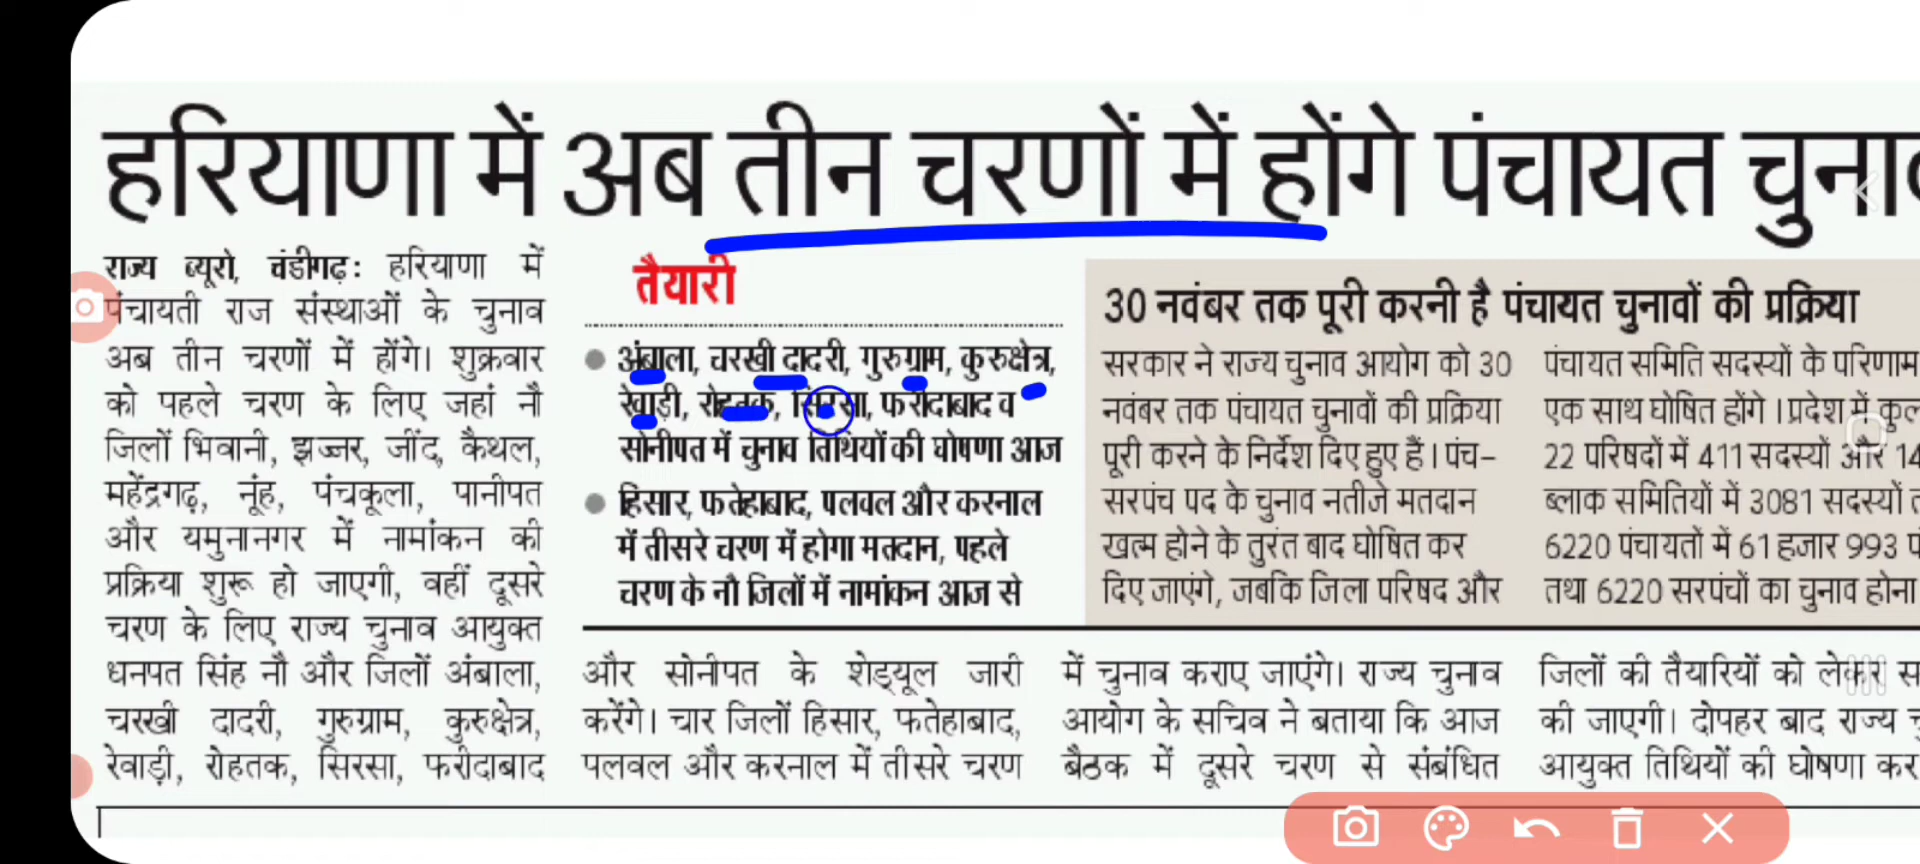 हरियाणा में अब तीन चरणों में होंगे पंचायत
राज्य ब्यूरो, चंडीगढ़ : हरियाणा में
पंचायती राज संस्थाओं के चुनाव
अब तीन चरणों में होंगे। शुक्रवार
को पहले चरण के लिए जहां नौ
जिलों भिवानी, झज्जर, जींद, कैथल,
महेंद्रगढ़, नूंह, पंचकूला, पानीपत
और यमुनानगर में नामांकन की
प्रक्रिया शुरू हो जाएगी, वहीं दूसरे
चरण के लिए राज्य चुनाव आयुक्त
धनपत सिंह नौ और जिलों अंबाला,
चरखी दादरी, गुरुग्राम, कुरुक्षेत्र,
रेवाड़ी, रोहतक, सिरसा, फरीदाबाद
तैयारी
अंबाला, चरखी दादरी, गुरुग्राम, कुरुक्षेत्र,
रेवाड़ी, रोहतक, सिरसा, फरीदाबाद व
सोनीपत में चुनाव तिथियों की घोषणा आज
हिसार, फतेहाबाद, पलवल और करनाल
में तीसरे चरण में होगा मतदान, पहले
चरण के नौ जिलों में नामांकन आज से
30 नवंबर तक पूरी करनी है पंचायत चुनावों की प्रक्रिया
सरकार ने राज्य चुनाव आयोग को 30
नवंबर तक पंचायत चुनावों की प्रक्रिया
पूरी करने के निर्देश दिए हुए हैं। पंच-
सरपंच पद के चुनाव नतीजे मतदान
खत्म होने के तुरंत बाद घोषित कर
दिए जाएंगे, जबकि जिला परिषद और
पंचायत समिति सदस्यों के परिणाम
एक साथ घोषित होंगे। प्रदेश में कुल
22 परिषदों में 411 सदस्यों और
ब्लाक समितियों में 3081 सदस्यों
6220 पंचायतों में 61 हजार 993
तथा 6220 सरपंचों का चुनाव होना
और सोनीपत के शेड्यूल जारी
करेंगे। चार जिलों हिसार, फतेहाबाद,
पलवल और करनाल में तीसरे चरण
में चुनाव कराए जाएंगे। राज्य चुनाव
आयोग के सचिव ने बताया कि आज
बैठक में दूसरे चरण से संबंधित
जिलों की तैयारियों को लेकर
की जाएगी। दोपहर बाद राज्य
आयुक्त तिथियों की घोषणा कर